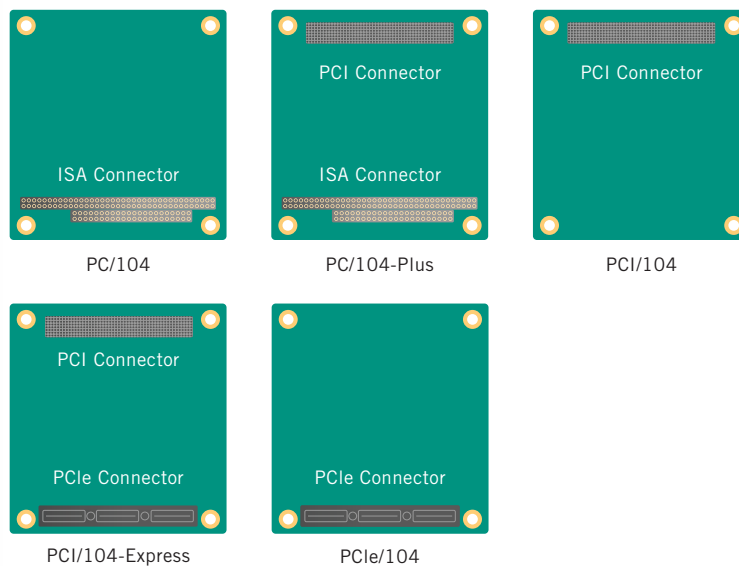 PCI Connector
PCI Connector
ISA Connector
ISA Connector
PC/104
PC/104-Plus
PCI/104
PCI Connector
PCIe Connector
PCIe Connector
PCI/104-Express
PCIe/104